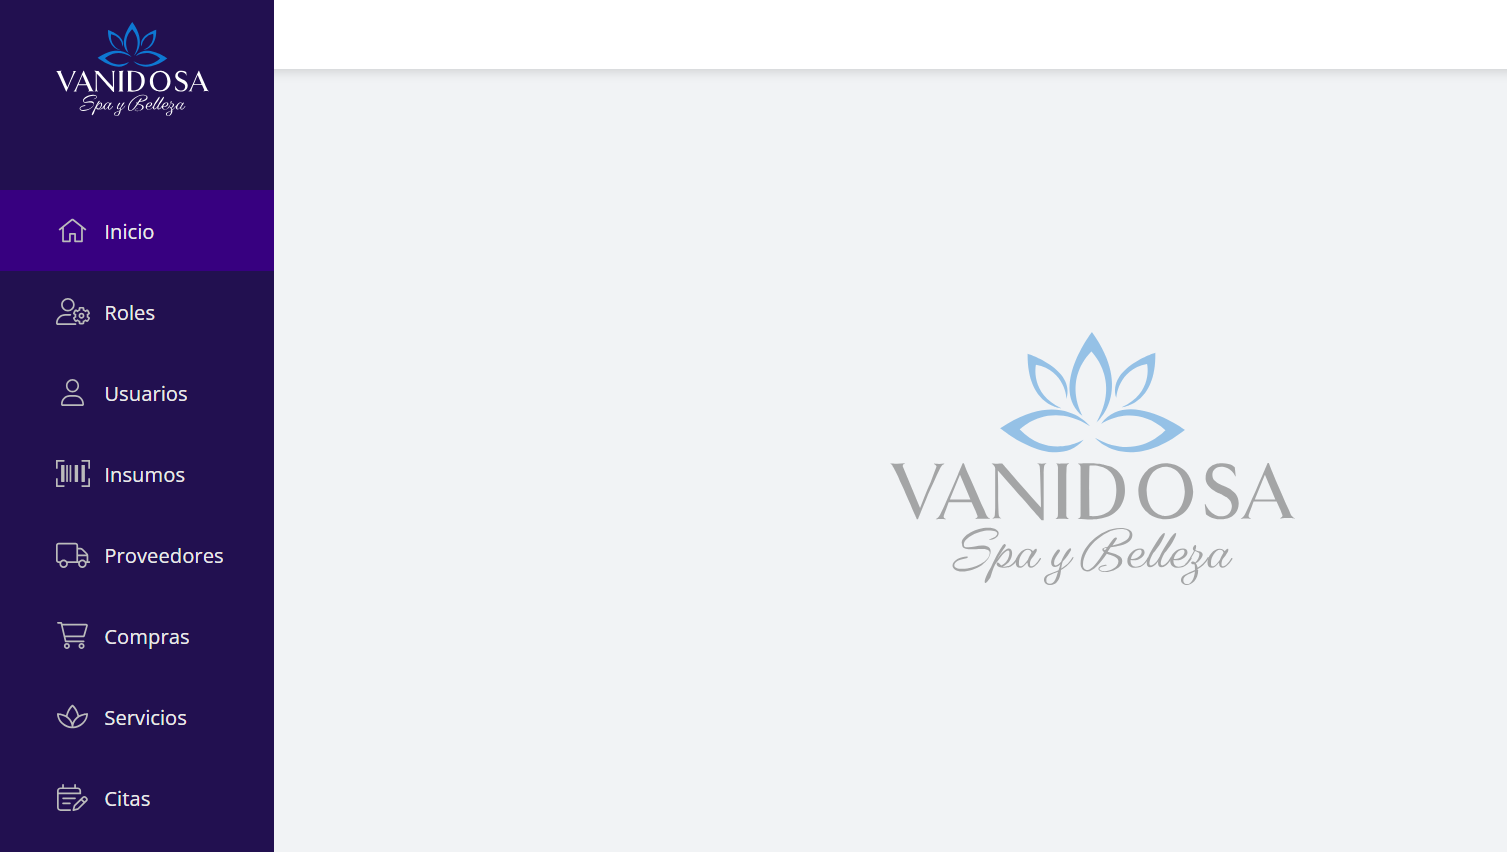 VANIDOSA
Spa y Belleza
Inicio
Roles
Usuarios
Insumos
Proveedores
Compras
Servicios
Citas
VANIDOSA
Spa y Belleza